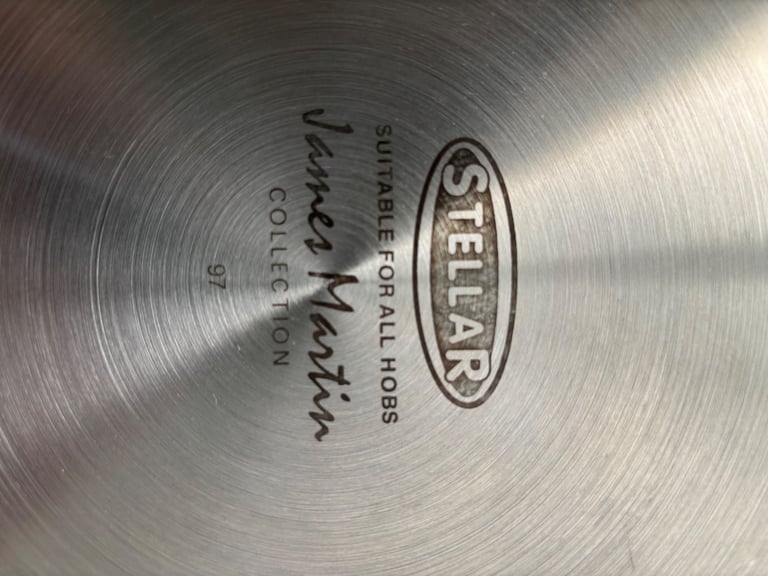 STELLAR
SUITABLE FOR ALL HOBS
James Martin
COLLECTION
97